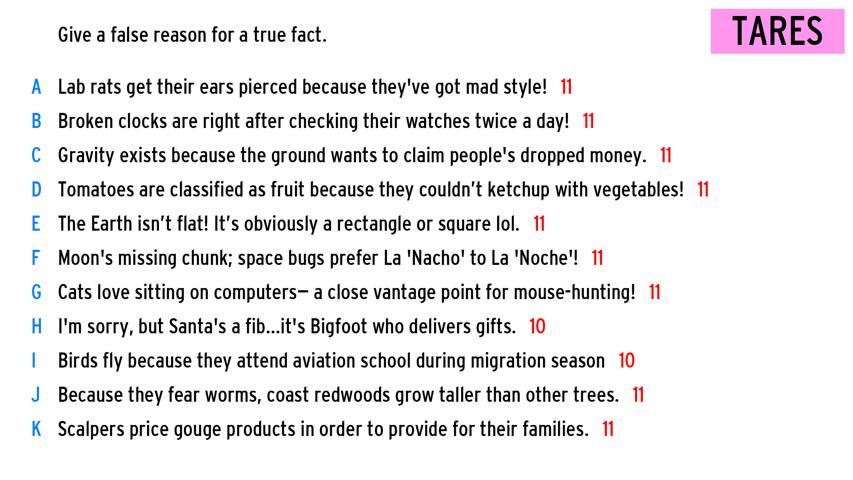 Give a false reason for a true fact.
TARES
A Lab rats get their ears pierced because they've got mad style! 11
B Broken clocks are right after checking their watches twice a day! 11
C Gravity exists because the ground wants to claim people's dropped money. 11
D Tomatoes are classified as fruit because they couldn’t ketchup with vegetables! 11
E The Earth isn’t flat! It’s obviously a rectangle or square lol. 11
F Moon's missing chunk; space bugs prefer La 'Nacho' to La 'Noche'! 11
G Cats love sitting on computers— a close vantage point for mouse-hunting! 11
H I'm sorry, but Santa's a fib...it's Bigfoot who delivers gifts. 10
I Birds fly because they attend aviation school during migration season 10
J Because they fear worms, coast redwoods grow taller than other trees. 11
K Scalpers price gouge products in order to provide for their families. 11